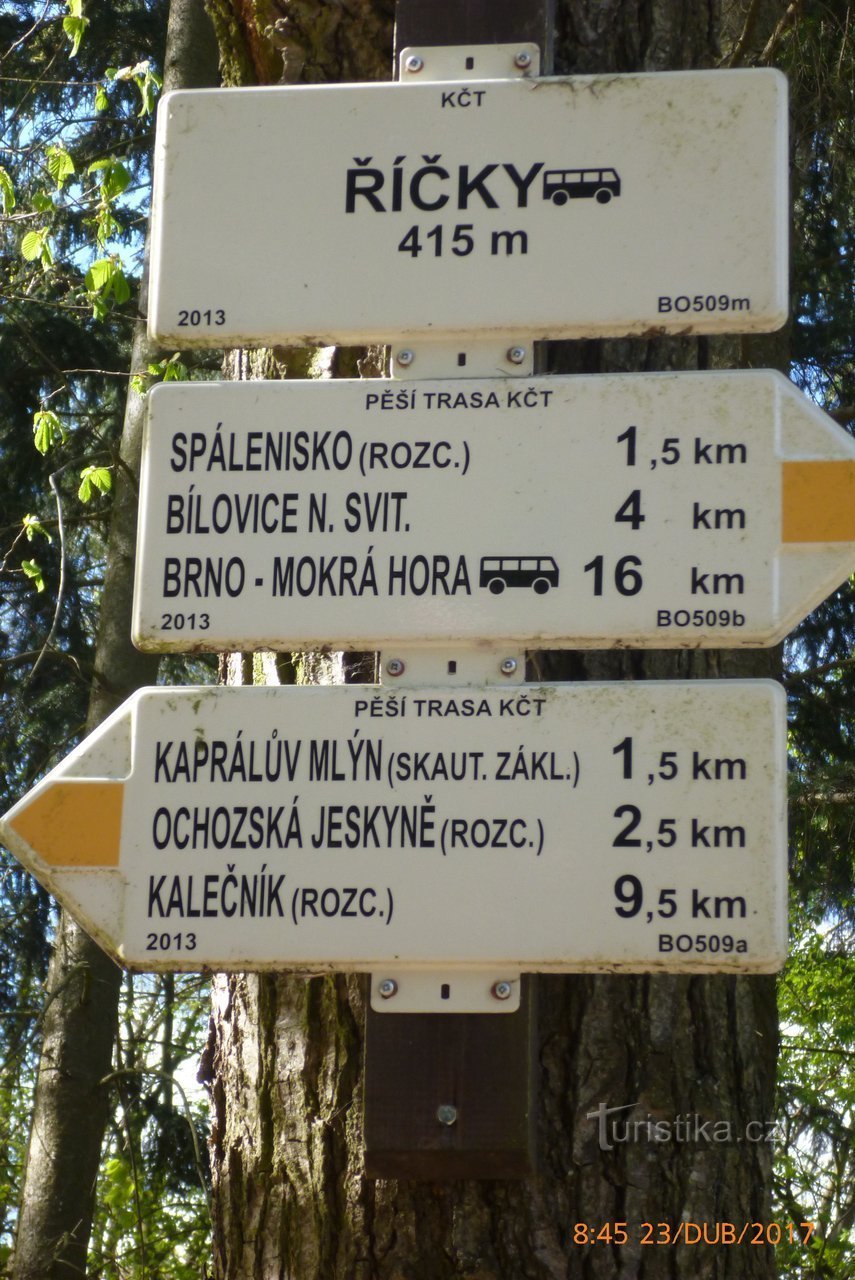 KČT
ŘÍČKY
415 m
2013 BO509m
PĚŠÍ TRASA KČT
SPÁLENISKO (ROZC.) 1,5 km
BÍLOVICE N. SVIT. 4 km
BRNO - MOKRÁ HORA 16 km
2013 BO509b
PĚŠÍ TRASA KČT
KAPRÁLŮV MLÝN (SKAUT. ZÁKL.) 1,5 km
OCHOZSKÁ JESKYNĚ (ROZC.) 2,5 km
KALEČNÍK (ROZC.) 9,5 km
2013 BO509a
Turistika.cz
8:45 23/DUB/2017